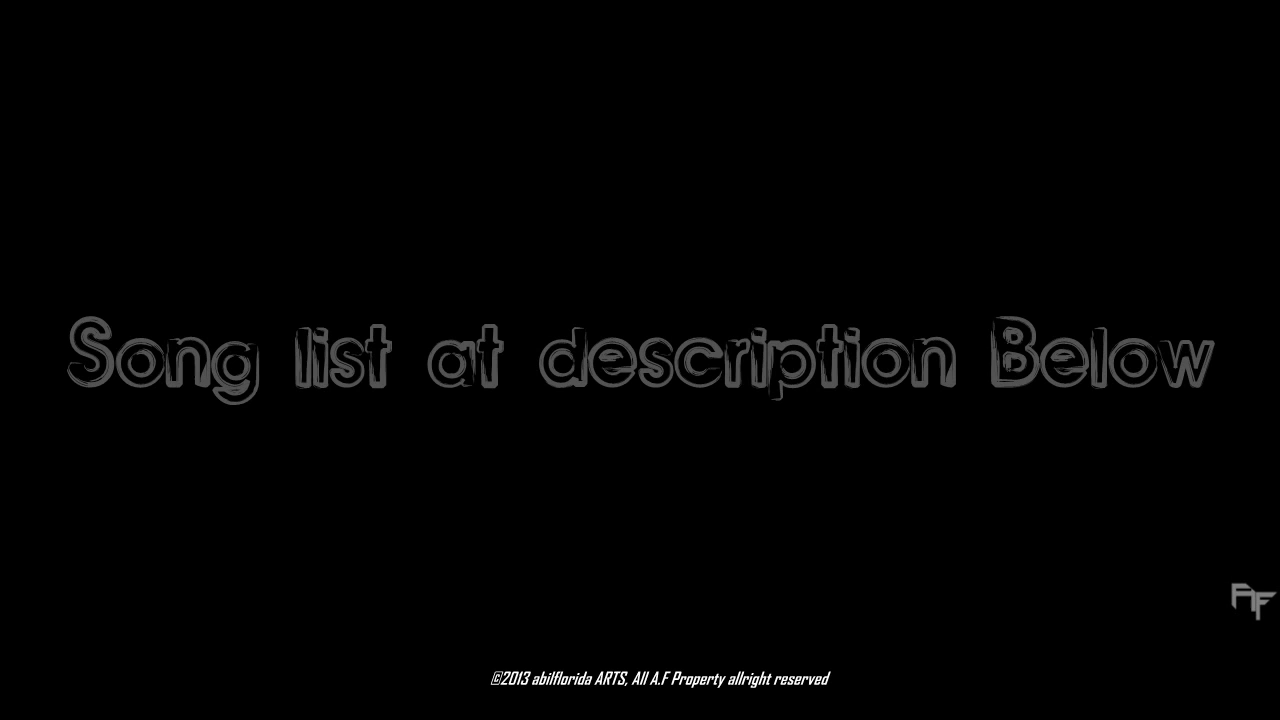 Song list at description Below
AF
©2013 abilflorida ARTS, All A.F Property allright reserved